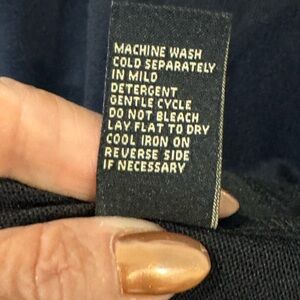 MACHINE WASH
COLD SEPARATELY
IN MILD
DETERGENT
GENTLE CYCLE
DO NOT BLEACH
LAY FLAT TO DRY
COOL IRON ON
REVERSE SIDE
IF NECESSARY